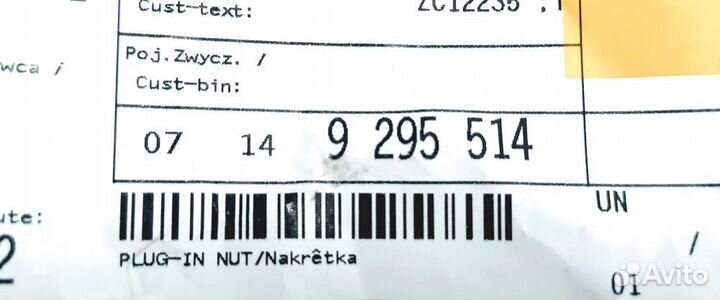 Cust-text: ZC12235
Poj.Zwycz. /
wca i
Cust-bin:
07 14 9 295 514
UN
ute:
/
2
PLUG-IN NUT/Nakrêtka
01
Avito